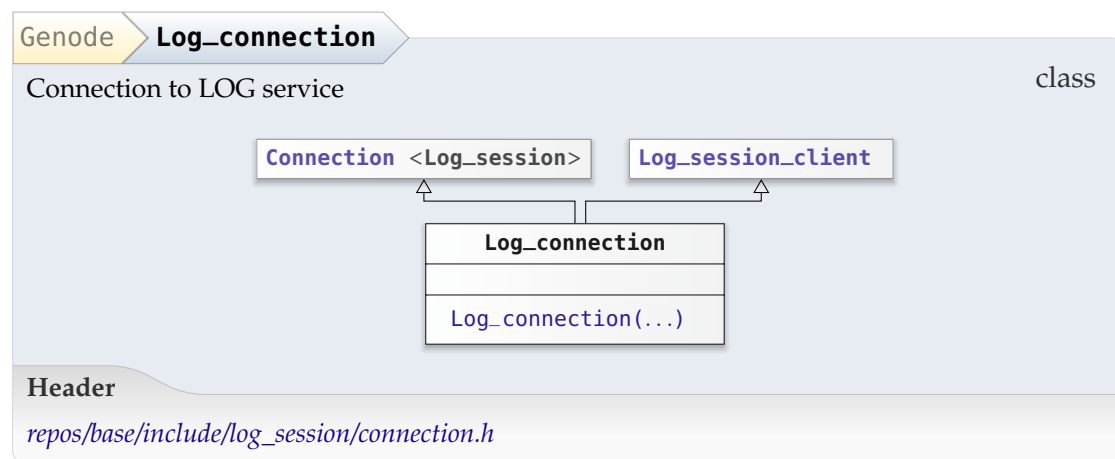 Genode Log_connection
Connection to LOG service
class
Connection <Log_session>
Log_session_client
Log_connection
Log_connection(...)
Header
repos/base/include/log_session/connection.h